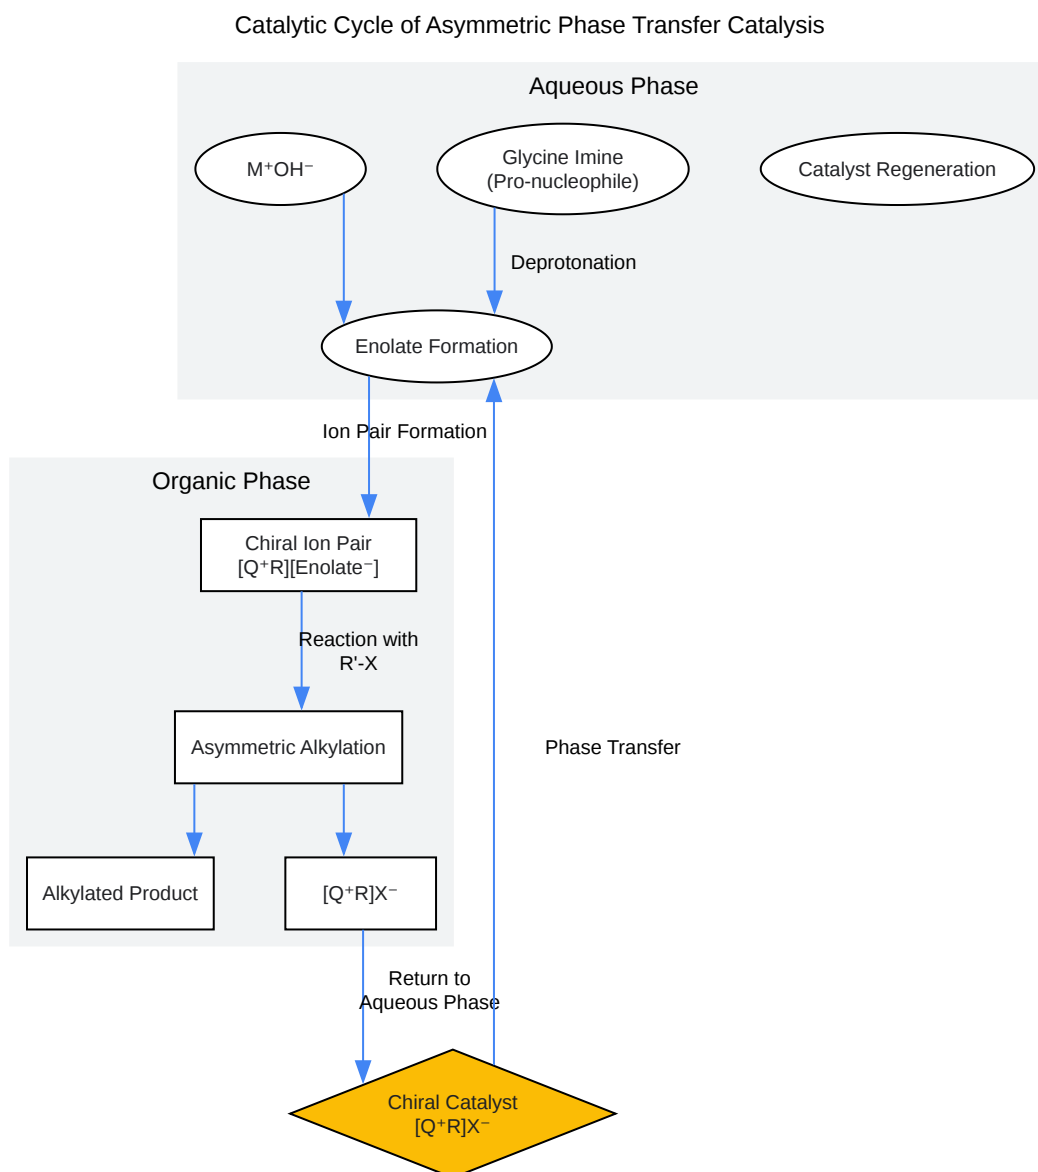 Catalytic Cycle of Asymmetric Phase Transfer Catalysis
Aqueous Phase
M⁺OH⁻
Glycine Imine
(Pro-nucleophile)
Catalyst Regeneration
Deprotonation
Enolate Formation
Ion Pair Formation
Organic Phase
Chiral Ion Pair
[Q⁺R][Enolate⁻]
Reaction with
R'-X
Asymmetric Alkylation
Phase Transfer
Alkylated Product
[Q⁺R]X⁻
Return to
Aqueous Phase
Chiral Catalyst
[Q⁺R]X⁻